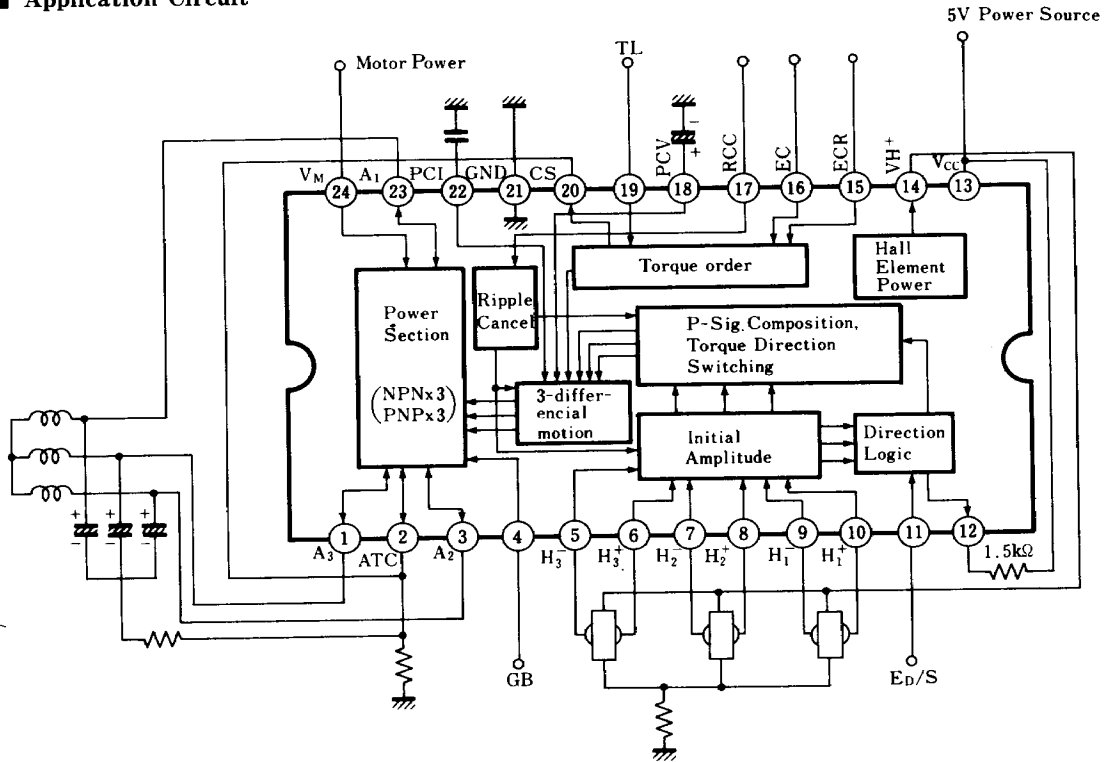 Application Circuit
5V Power Source
Motor Power
TL
PCV
RCC
EC
ECR
VH+
VCC
VM
A1
PCI
GND
CS
- +
24 23 22 21 20 19 18 17 16 15 14 13
Power
Section
(NPNx3)
(PNPx3)
Ripple
Cancel
Torque order
Hall
Element
Power
P-Sig. Composition,
Torque Direction
Switching
3-differ-
encial
motion
Initial
Amplitude
Direction
Logic
+ + +
- - -
1 2 3 4 5 6 7 8 9 10 11 12
A3
ATC
A2
H3-
H3+
H2-
H2+
H1-
H1+
1.5kΩ
GB
ED/S